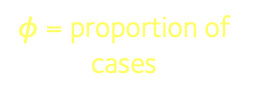 ϕ = proportion of
cases